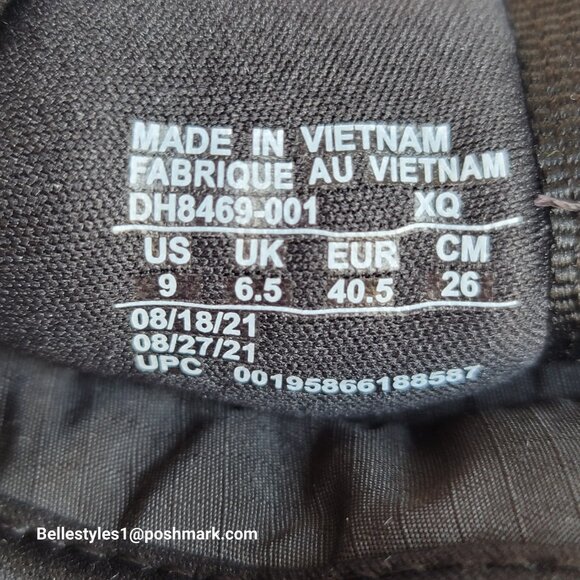 MADE IN VIETNAM
FABRIQUE AU VIETNAM
DH8469-001 XQ
US UK EUR CM
9 6.5 40.5 26
08/18/21
08/27/21
UPC 00195866188587
Bellestyles1@poshmark.com